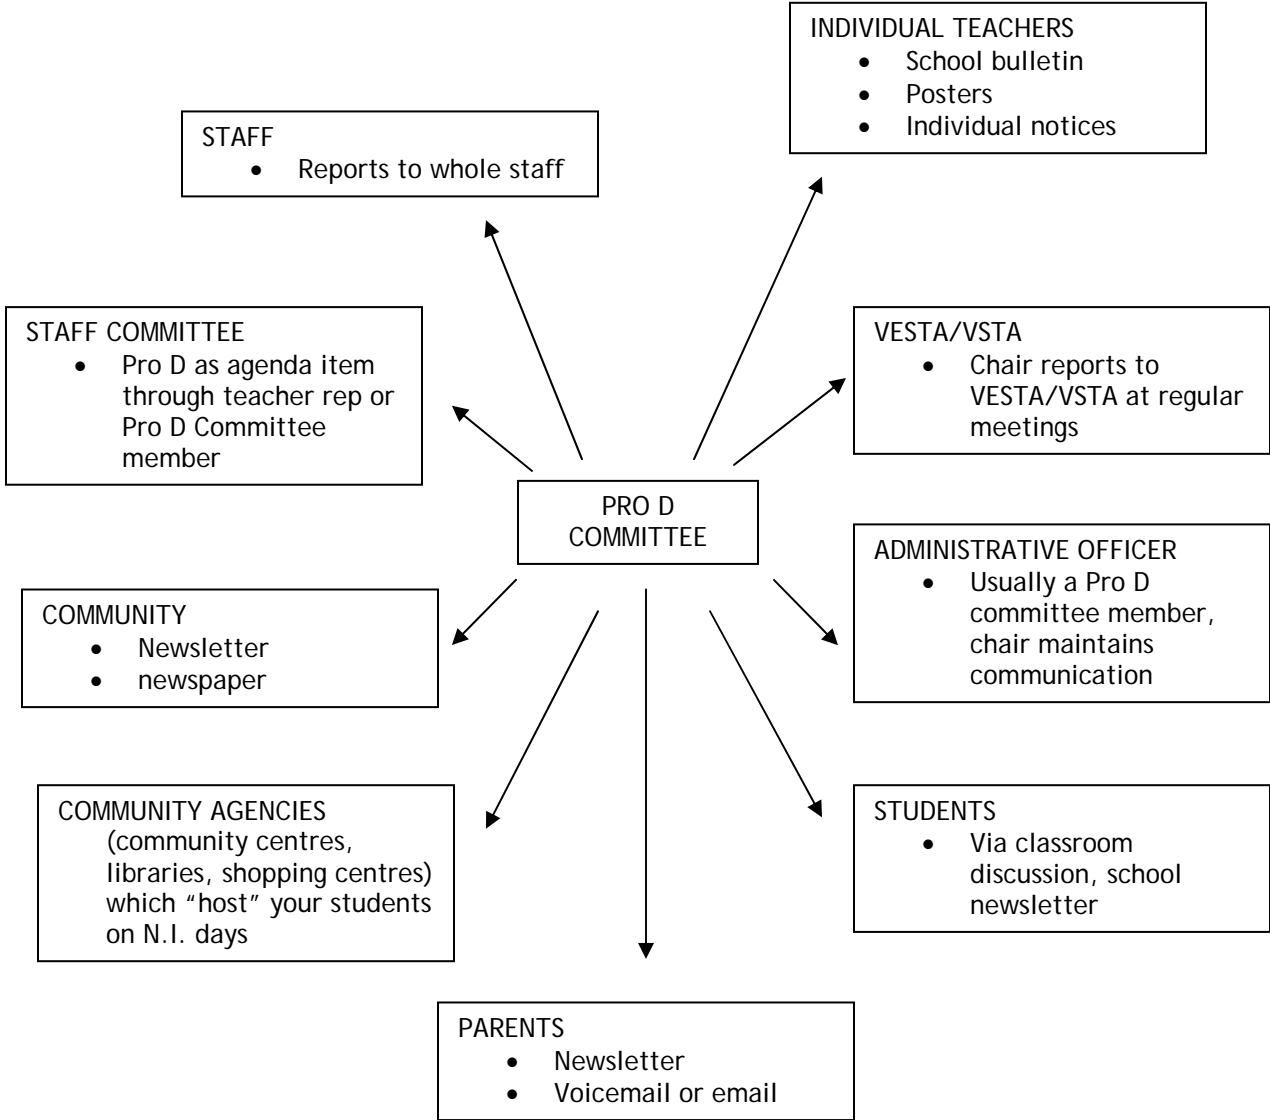 INDIVIDUAL TEACHERS
• School bulletin
• Posters
• Individual notices
STAFF
• Reports to whole staff
STAFF COMMITTEE
• Pro D as agenda item
through teacher rep or
Pro D Committee
member
VESTA/VSTA
• Chair reports to
VESTA/VSTA at regular
meetings
PRO D
COMMITTEE
ADMINISTRATIVE OFFICER
• Usually a Pro D
committee member,
chair maintains
communication
COMMUNITY
• Newsletter
• newspaper
COMMUNITY AGENCIES
(community centres,
libraries, shopping centres)
which “host” your students
on N.I. days
STUDENTS
• Via classroom
discussion, school
newsletter
PARENTS
• Newsletter
• Voicemail or email